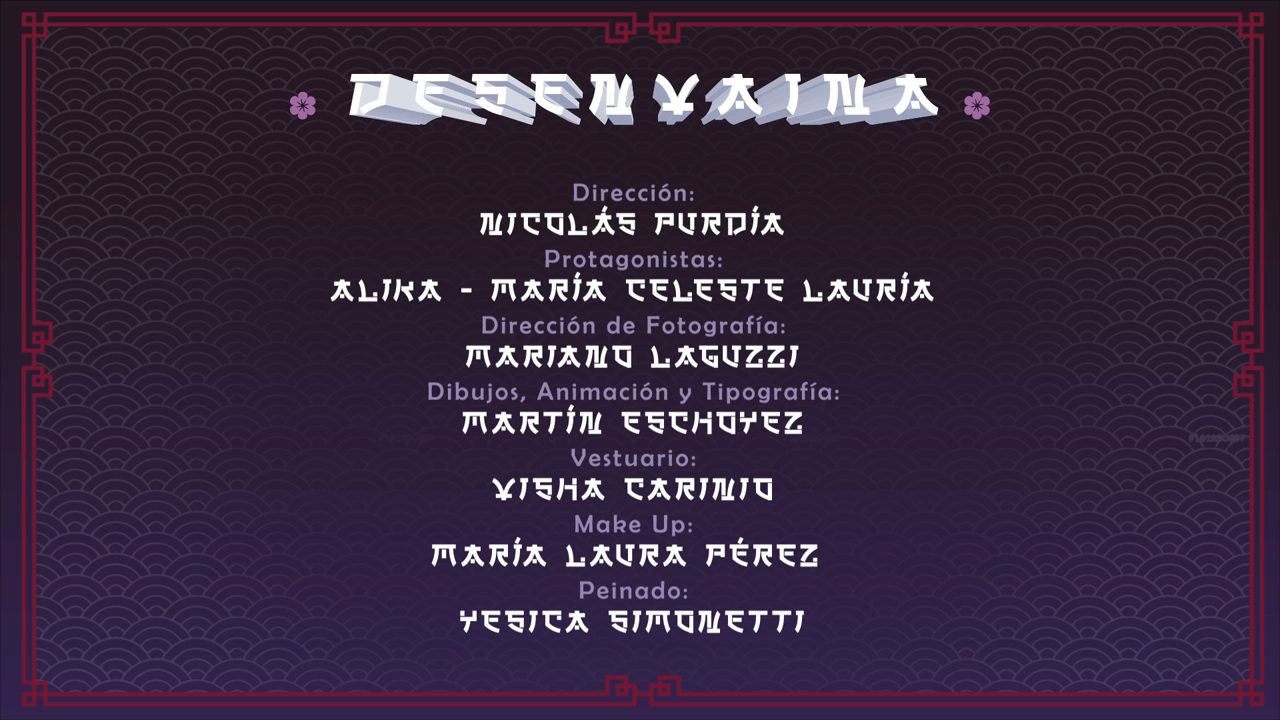 DESENVAINA
Dirección:
NICOLÁS PURDÍA
Protagonistas:
ALIKA - MARÍA CELESTE LAURÍA
Dirección de Fotografía:
MARIANO LAGUZZI
Dibujos, Animación y Tipografía:
MARTÍN ESCHOYEZ
Vestuario:
VISHA CARINIO
Make Up:
MARÍA LAURA PÉREZ
Peinado:
YESICA SIMONETTI